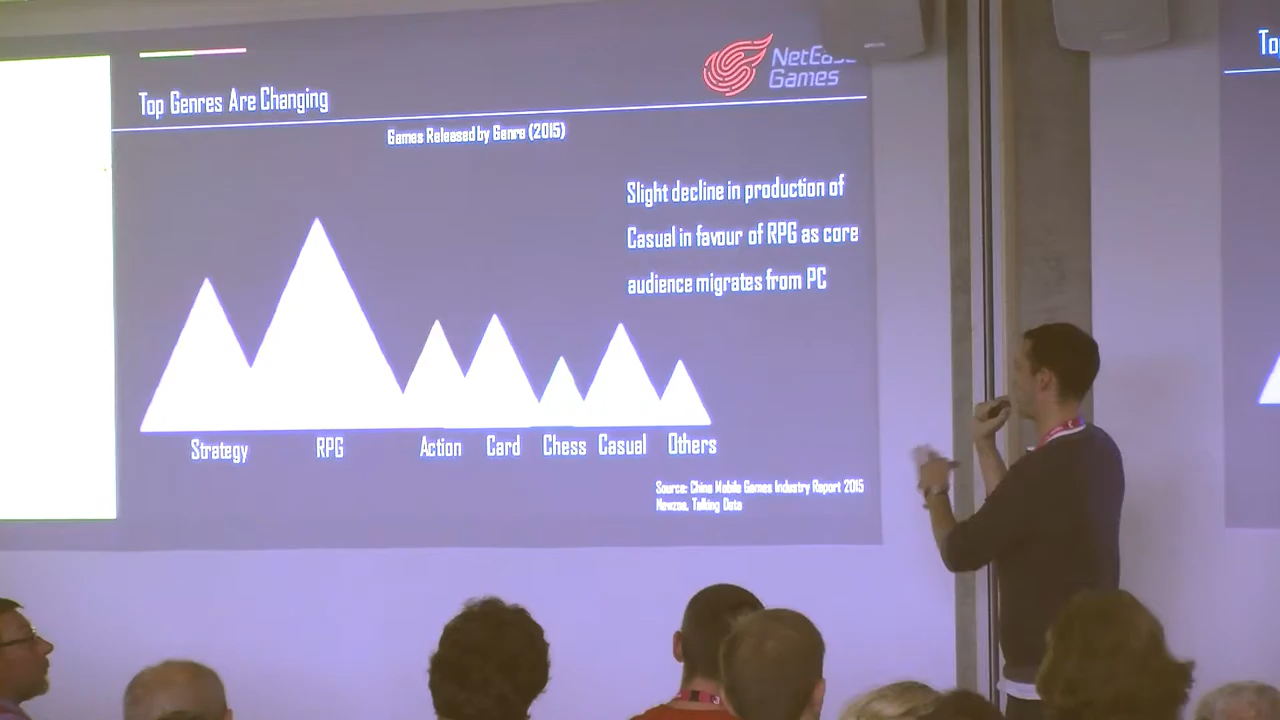 Top Genres Are Changing
NetEase
Games
Games Released by Genre (2015)
Slight decline in production of
Casual in favour of RPG as core
audience migrates from PC
Strategy
RPG
Action
Card
Chess
Casual
Others
Source: China Mobile Games Industry Report 2015
Newzoo, Talking Data
To